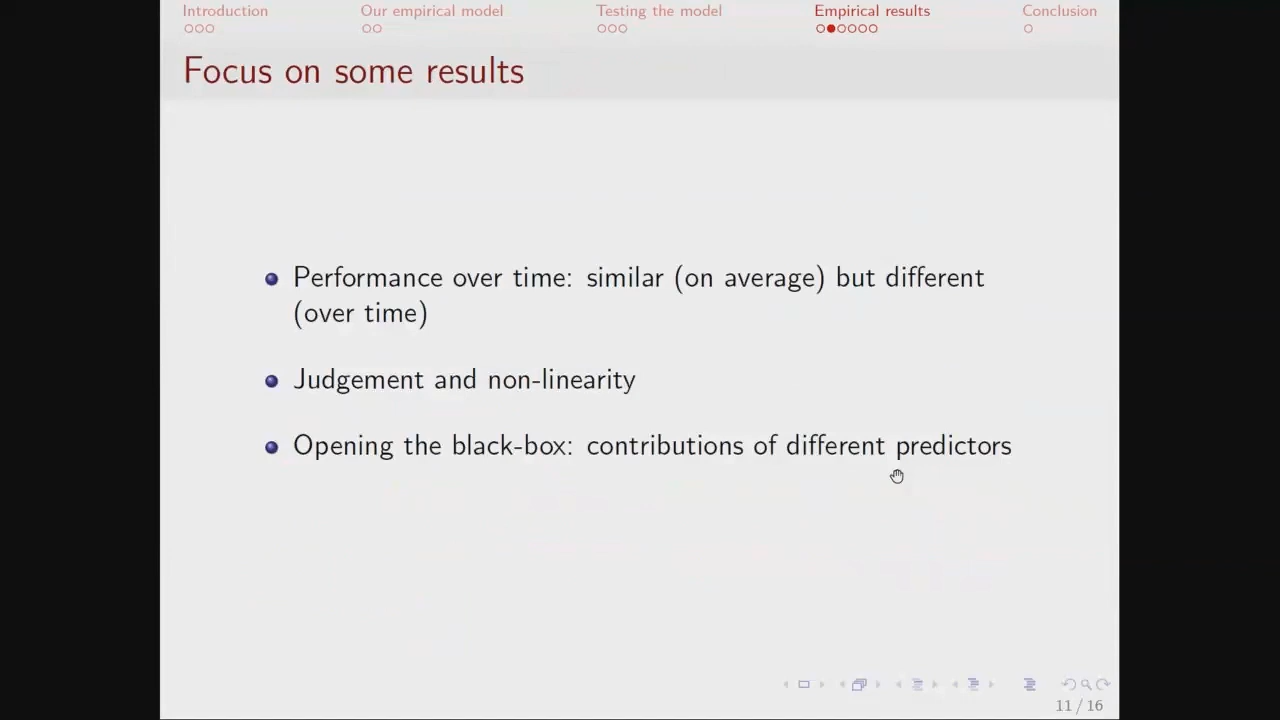 Introduction
Our empirical model
Testing the model
Empirical results
Conclusion
Focus on some results
Performance over time: similar (on average) but different
(over time)
Judgement and non-linearity
Opening the black-box: contributions of different predictors
11 / 16